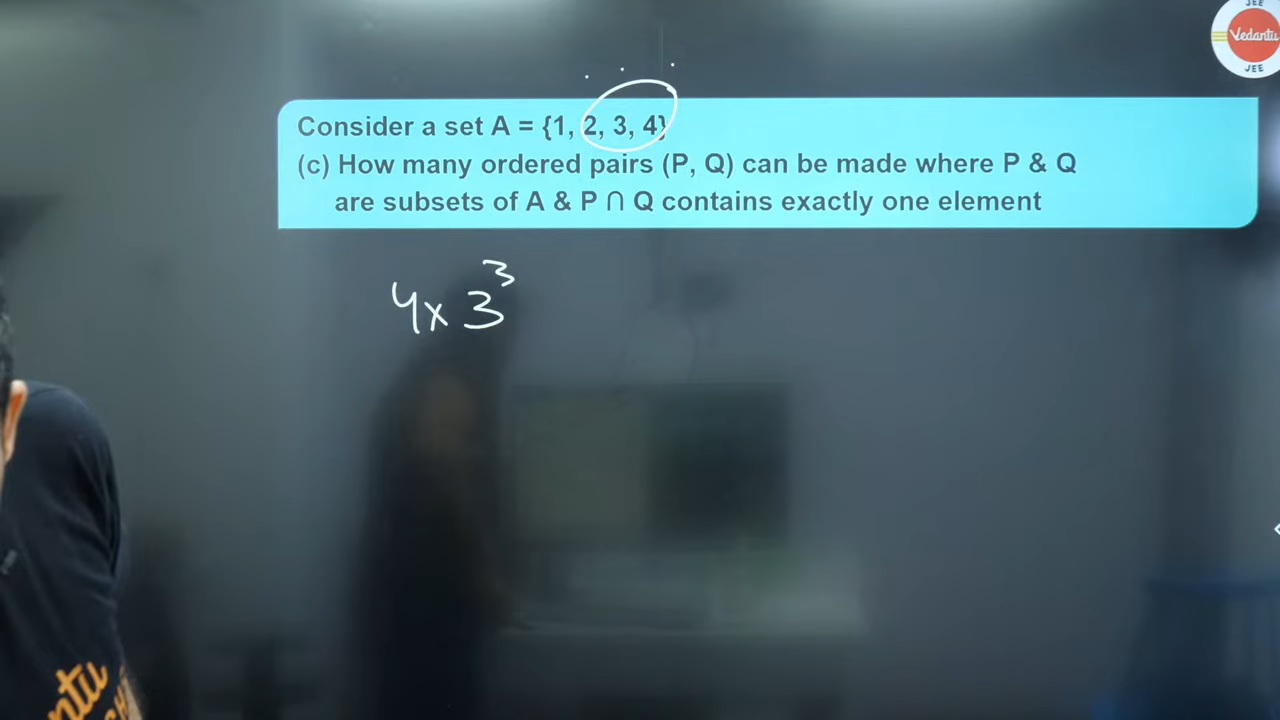 JEE
Vedantu
JEE
Consider a set A = {1, 2, 3, 4}
(c) How many ordered pairs (P, Q) can be made where P & Q
are subsets of A & P ∩ Q contains exactly one element
4x3³